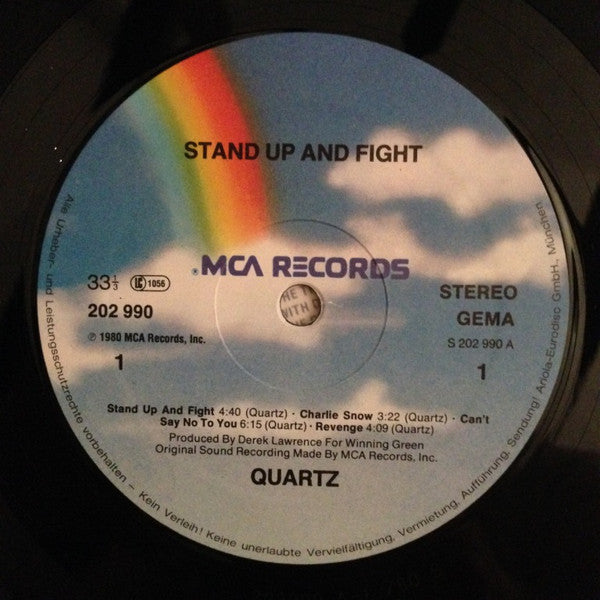 STAND UP AND FIGHT
MCA RECORDS
33⅓ LC 1056
202 990
℗ 1980 MCA Records, Inc.
1
STEREO
GEMA
S 202 990 A
1
THE
WITH
Stand Up And Fight 4:40 (Quartz) · Charlie Snow 3:22 (Quartz) · Can't
Say No To You 6:15 (Quartz) · Revenge 4:09 (Quartz)
Produced By Derek Lawrence For Winning Green
Original Sound Recording Made By MCA Records, Inc.
QUARTZ
Alle Urheber- und Leistungsschutzrechte vorbehalten – Kein Verleih! Keine unerlaubte Vervielfältigung, Vermietung, Aufführung, Sendung! Ariola-Eurodisc GmbH., München